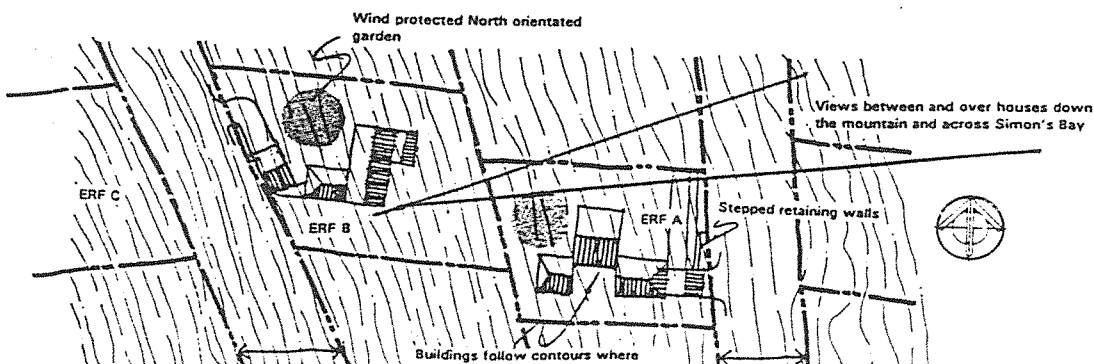 Wind protected North orientated
garden
Views between and over houses down
the mountain and across Simon's Bay
ERF C
ERF B
ERF A
Stepped retaining walls
Buildings follow contours where